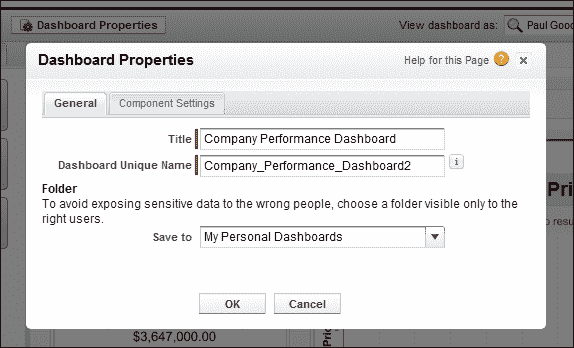 Dashboard Properties
View dashboard as:
Paul Good
Dashboard Properties
Help for this Page
?
General
Component Settings
Title
Company Performance Dashboard
Dashboard Unique Name
Company_Performance_Dashboard2
i
Folder
To avoid exposing sensitive data to the wrong people, choose a folder visible only to the
right users.
Save to
My Personal Dashboards
OK
Cancel
Pri
$3,647,000.00